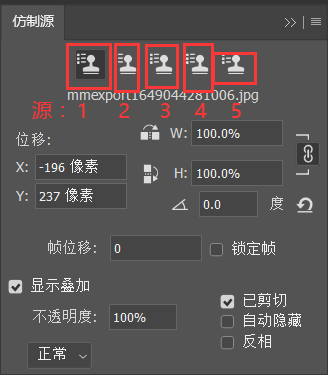 仿制源
mmexport1649044281006.jpg
源：1 2 3 4 5
位移:
W: 100.0%
X: -196 像素
H: 100.0%
Y: 237 像素
0.0 度
帧位移: 0 锁定帧
显示叠加
已剪切
不透明度: 100%
自动隐藏
反相
正常